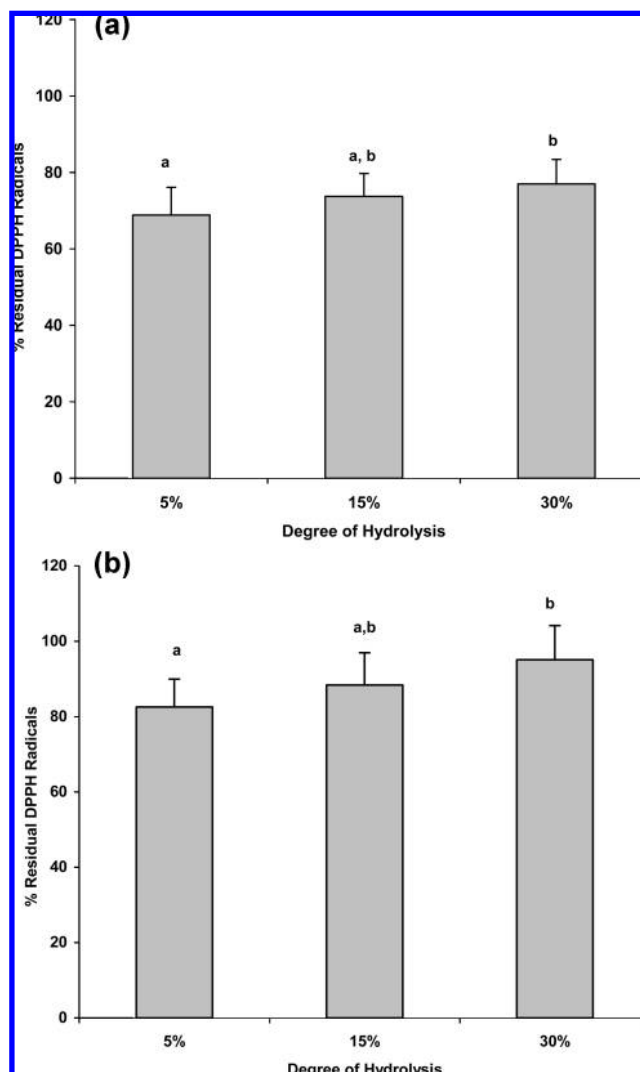 (a)
120
100
80
60
40
20
0
% Residual DPPH Radicals
a
a, b
b
5%
15%
30%
Degree of Hydrolysis
(b)
120
100
80
60
40
20
0
% Residual DPPH Radicals
a
a,b
b
5%
15%
30%
Degree of Hydrolysis